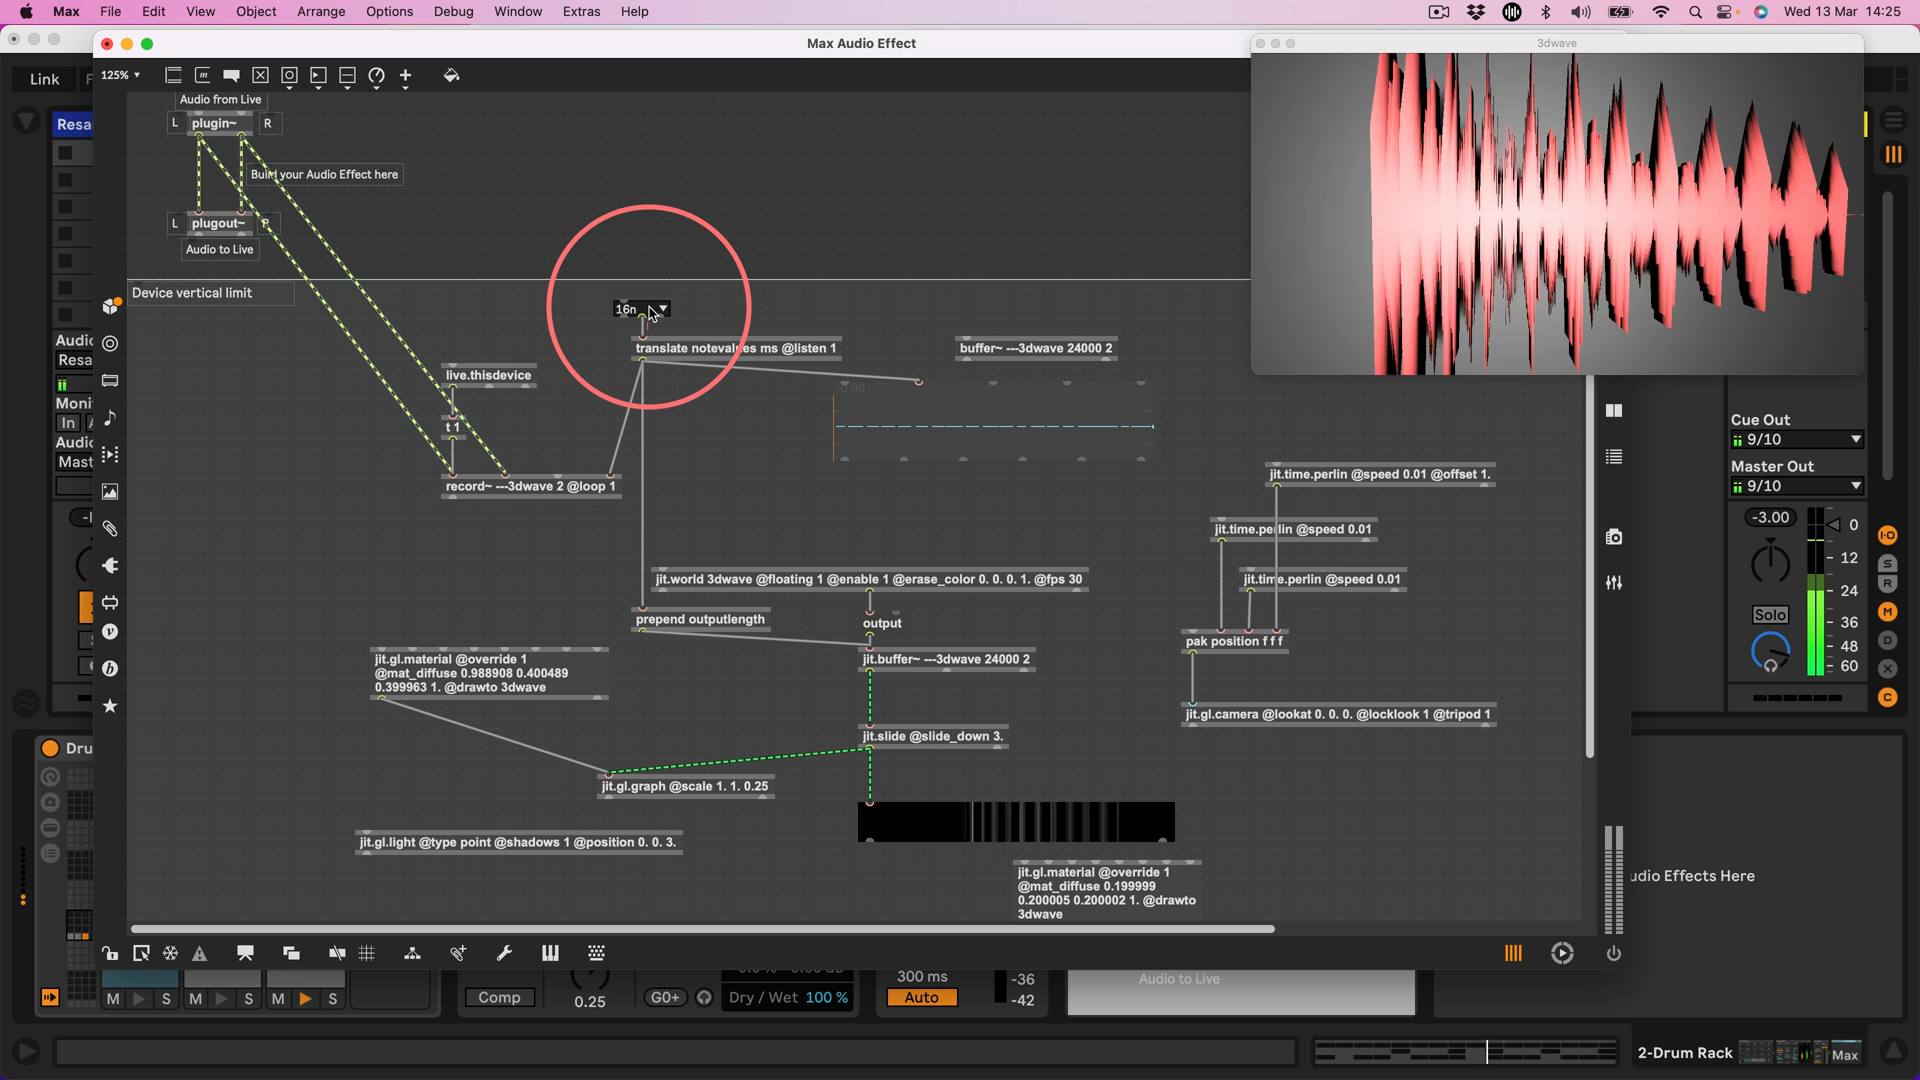 Max File Edit View Object Arrange Options Debug Window Extras Help
Wed 13 Mar 14:25
Max Audio Effect
3dwave
Link
125%
Audio from Live
L plugin~ R
Resa
Build your Audio Effect here
L plugout~
Audio to Live
Device vertical limit
16n
translate notevalues ms @listen 1
buffer~ ---3dwave 24000 2
live.thisdevice
t 1
record~ ---3dwave 2 @loop 1
Audio
Resa
Moni
In
Audio
Mast
Cue Out
9/10
Master Out
9/10
-3.00
0
12
24
36
48
60
Solo
S
R
M
D
X
C
jit.time.perlin @speed 0.01 @offset 1.
jit.time.perlin @speed 0.01
jit.time.perlin @speed 0.01
pak position f f f
jit.gl.camera @lookat 0. 0. 0. @locklook 1 @tripod 1
jit.world 3dwave @floating 1 @enable 1 @erase_color 0. 0. 0. 1. @fps 30
prepend outputlength
output
jit.buffer~ ---3dwave 24000 2
jit.gl.material @override 1
@mat_diffuse 0.988908 0.400489
0.399963 1. @drawto 3dwave
jit.slide @slide_down 3.
jit.gl.graph @scale 1. 1. 0.25
jit.gl.light @type point @shadows 1 @position 0. 0. 3.
jit.gl.material @override 1
@mat_diffuse 0.199999
0.200005 0.200002 1. @drawto
3dwave
Dru
udio Effects Here
M S M S M S
Comp
0.25
G0+
Dry / Wet 100 %
300 ms
Auto
-36
-42
Audio to Live
2-Drum Rack
Max